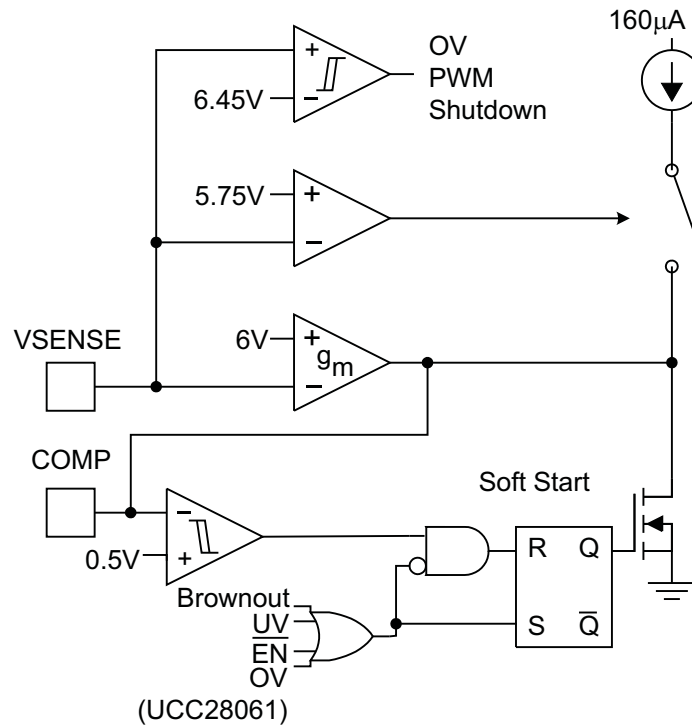 160μA
OV
PWM
Shutdown
+
6.45V
−
5.75V
+
−
VSENSE
6V
+
gm
−
COMP
Soft Start
−
0.5V
+
R Q
S Q̅
Brownout
UV
E̅N̅
OV
(UCC28061)